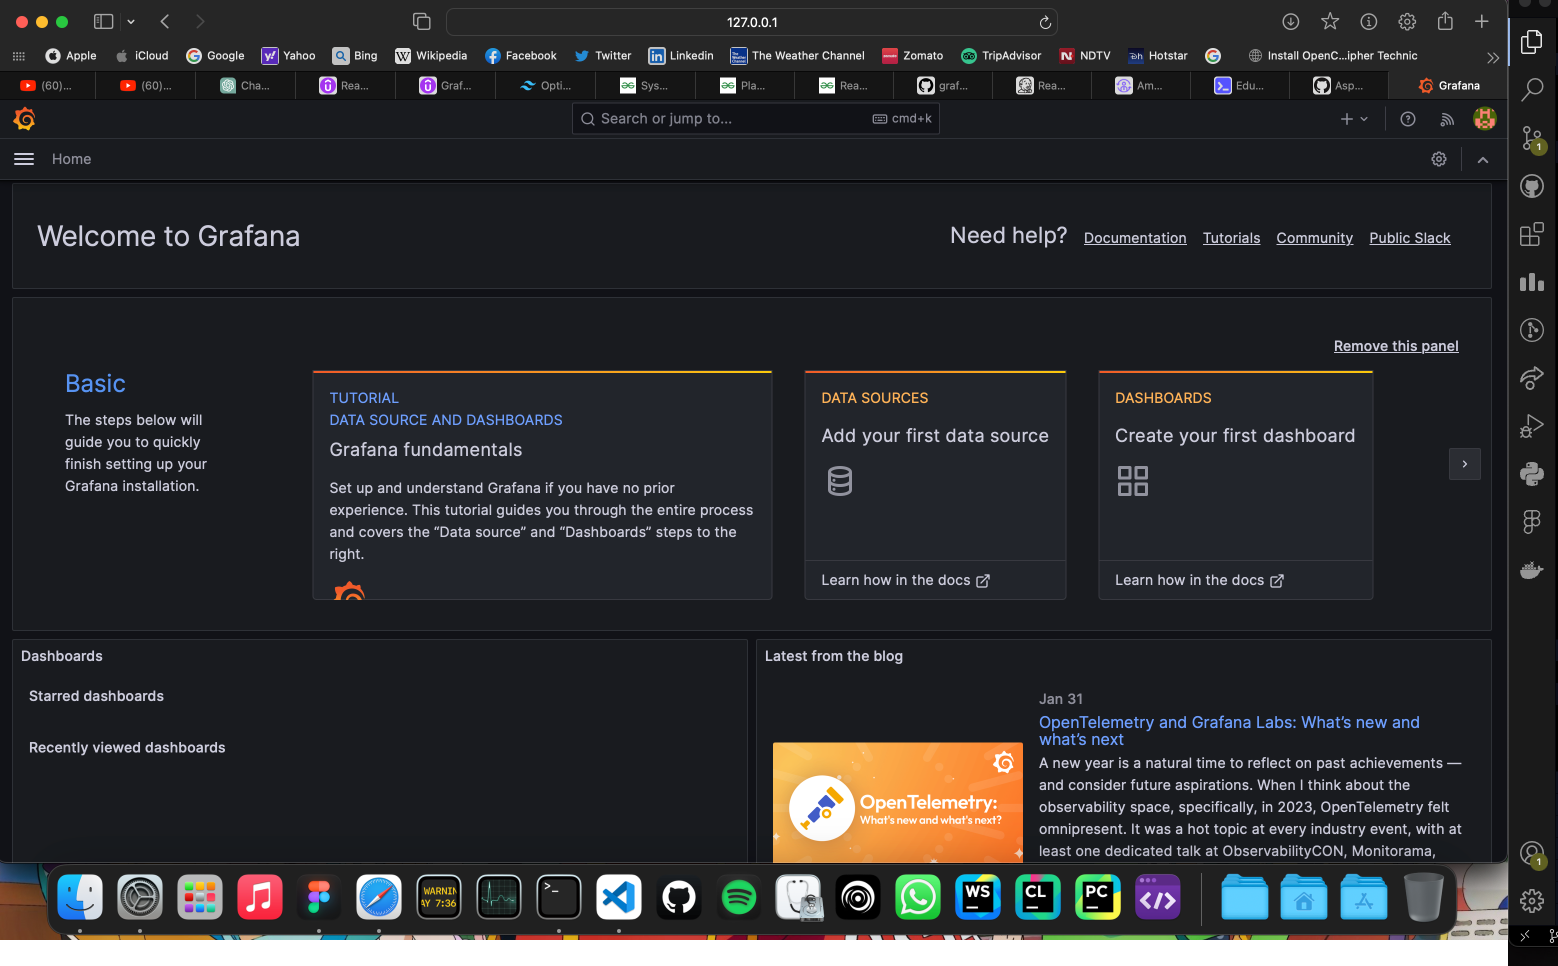 127.0.0.1
Apple iCloud Google Yahoo Bing Wikipedia Facebook Twitter Linkedin The Weather Channel Zomato TripAdvisor NDTV Hotstar Install OpenC...ipher Technic
(60)... (60)... Cha... Rea... Graf... Opti... Sys... Pla... Rea... graf... Rea... Am... Edu... Asp... Grafana
Search or jump to... cmd+k
Home
Welcome to Grafana
Need help? Documentation Tutorials Community Public Slack
Remove this panel
Basic
The steps below will
guide you to quickly
finish setting up your
Grafana installation.
TUTORIAL
DATA SOURCE AND DASHBOARDS
Grafana fundamentals
Set up and understand Grafana if you have no prior
experience. This tutorial guides you through the entire process
and covers the “Data source” and “Dashboards” steps to the
right.
DATA SOURCES
Add your first data source
Learn how in the docs
DASHBOARDS
Create your first dashboard
Learn how in the docs
Dashboards
Starred dashboards
Recently viewed dashboards
Latest from the blog
Jan 31
OpenTelemetry and Grafana Labs: What’s new and
what’s next
A new year is a natural time to reflect on past achievements —
and consider future aspirations. When I think about the
observability space, specifically, in 2023, OpenTelemetry felt
omnipresent. It was a hot topic at every industry event, with at
least one dedicated talk at ObservabilityCON, Monitorama,
OpenTelemetry:
What's new and what's next?
1
1
WARNIN
AY 7:36
WS
CL
PC